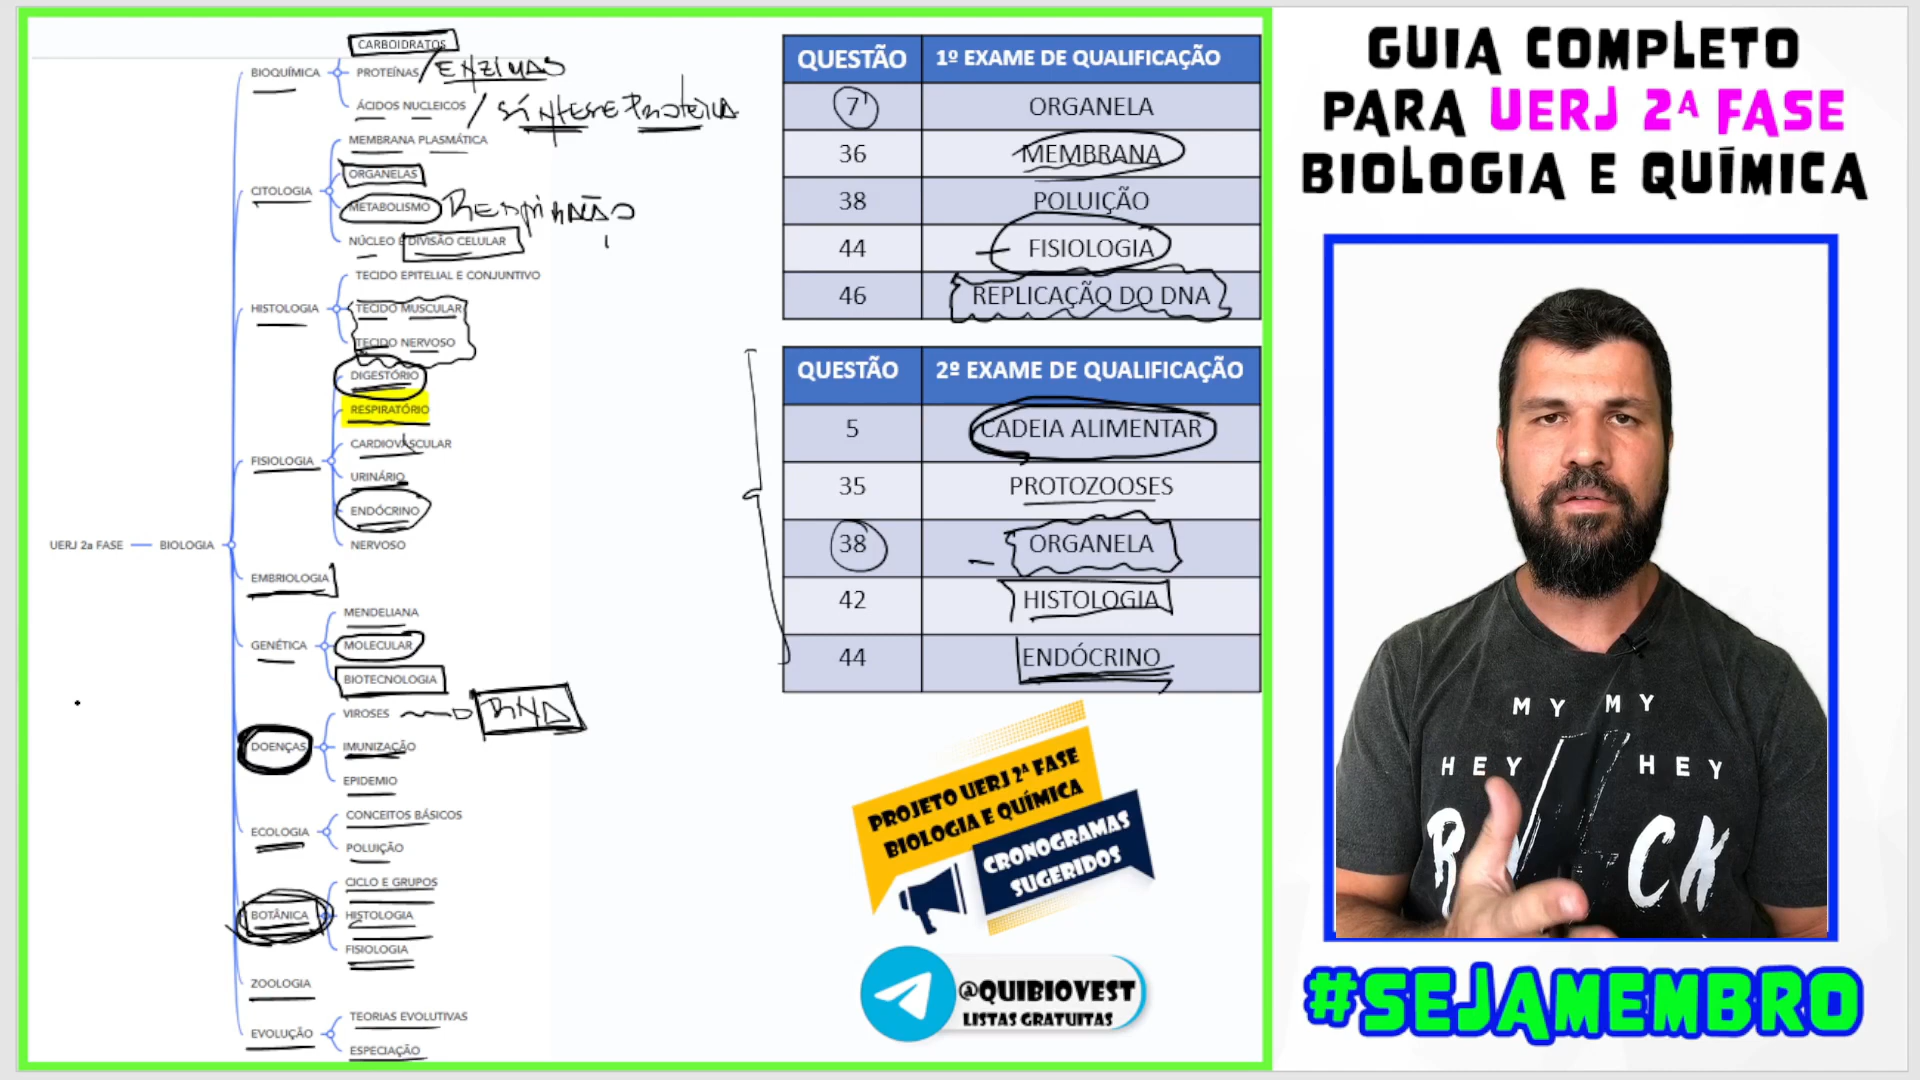 CARBOIDRATOS
BIOQUÍMICA
PROTEÍNAS / ENZIMAS
ÁCIDOS NUCLEICOS / SÍNTESE PROTEICA
MEMBRANA PLASMÁTICA
ORGANELAS
CITOLOGIA
METABOLISMO RESPIRAÇÃO
NÚCLEO E DIVISÃO CELULAR
TECIDO EPITELIAL E CONJUNTIVO
HISTOLOGIA
TECIDO MUSCULAR
TECIDO NERVOSO
DIGESTÓRIO
RESPIRATÓRIO
CARDIOVASCULAR
FISIOLOGIA
URINÁRIO
ENDÓCRINO
NERVOSO
UERJ 2a FASE
BIOLOGIA
EMBRIOLOGIA
MENDELIANA
GENÉTICA
MOLECULAR
BIOTECNOLOGIA
VIROSES
DOENÇAS
IMUNIZAÇÃO
EPIDEMIO
CONCEITOS BÁSICOS
ECOLOGIA
POLUIÇÃO
CICLO E GRUPOS
BOTÂNICA
HISTOLOGIA
FISIOLOGIA
ZOOLOGIA
TEORIAS EVOLUTIVAS
EVOLUÇÃO
ESPECIAÇÃO
QUESTÃO 1º EXAME DE QUALIFICAÇÃO
7 ORGANELA
36 MEMBRANA
38 POLUIÇÃO
44 FISIOLOGIA
46 REPLICAÇÃO DO DNA
QUESTÃO 2º EXAME DE QUALIFICAÇÃO
5 CADEIA ALIMENTAR
35 PROTOZOOSES
38 ORGANELA
42 HISTOLOGIA
44 ENDÓCRINO
PROJETO UERJ 2ª FASE
BIOLOGIA E QUÍMICA
CRONOGRAMAS
SUGERIDOS
@QUIBIOVEST
LISTAS GRATUITAS
GUIA COMPLETO
PARA UERJ 2ª FASE
BIOLOGIA E QUÍMICA
MY MY
HEY HEY
#SEJAMEMBRO